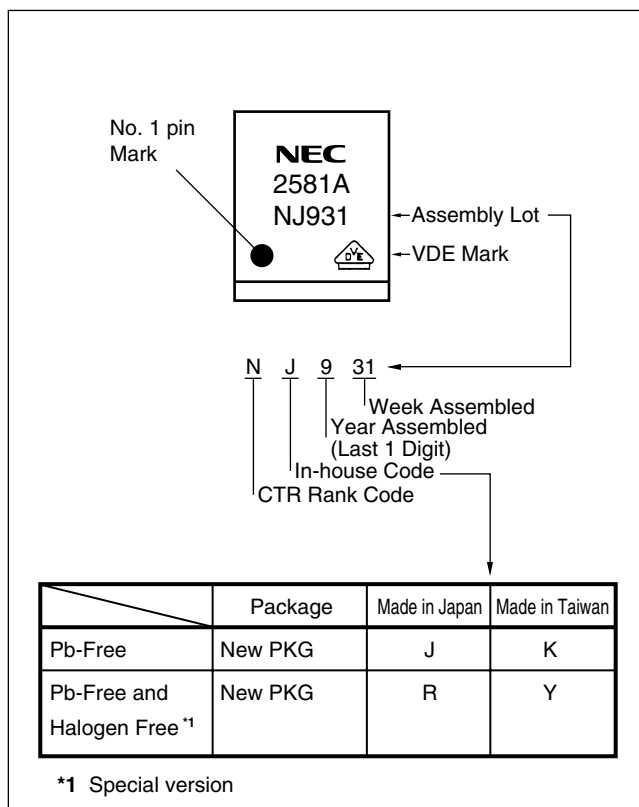 No. 1 pin
Mark
NEC
2581A
NJ931
Assembly Lot
DVE
VDE Mark
N J 9 31
Week Assembled
Year Assembled
(Last 1 Digit)
In-house Code
CTR Rank Code
Package Made in Japan Made in Taiwan
Pb-Free New PKG J K
Pb-Free and New PKG R Y
Halogen Free *1
*1 Special version